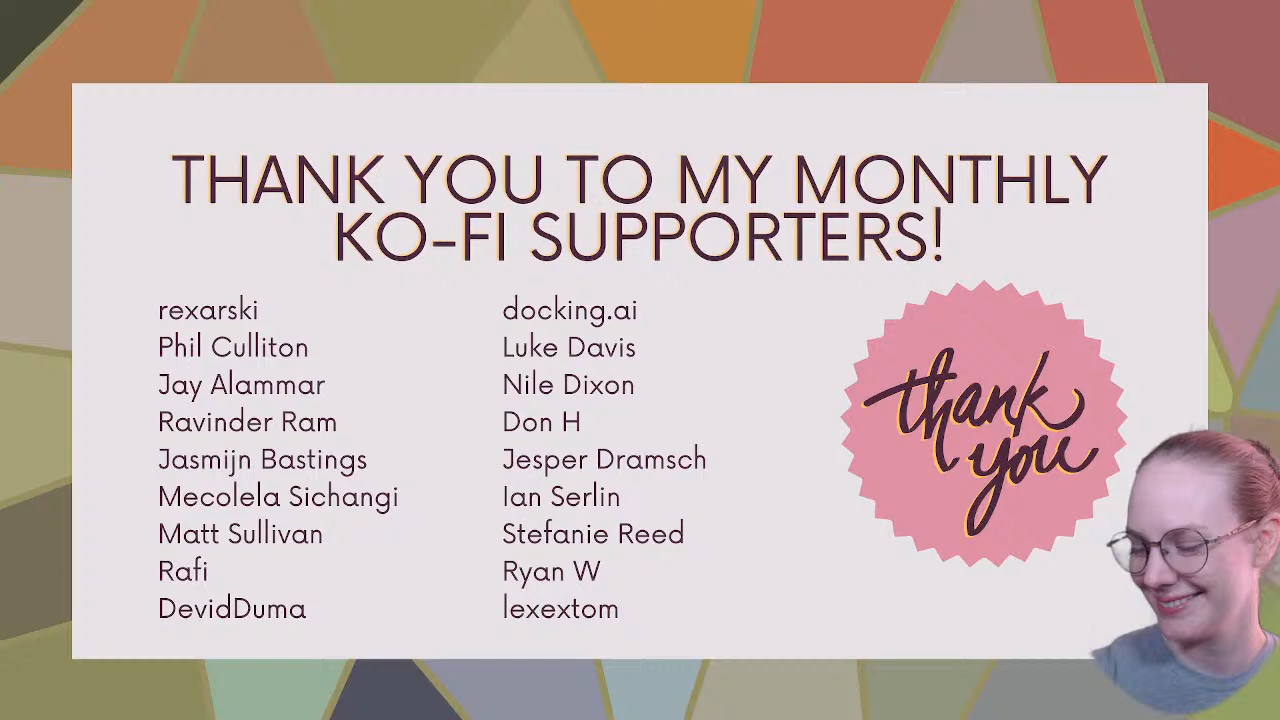 THANK YOU TO MY MONTHLY
KO-FI SUPPORTERS!
rexarski
Phil Culliton
Jay Alammar
Ravinder Ram
Jasmijn Bastings
Mecolela Sichangi
Matt Sullivan
Rafi
DevidDuma
docking.ai
Luke Davis
Nile Dixon
Don H
Jesper Dramsch
Ian Serlin
Stefanie Reed
Ryan W
lexextom
thank
you